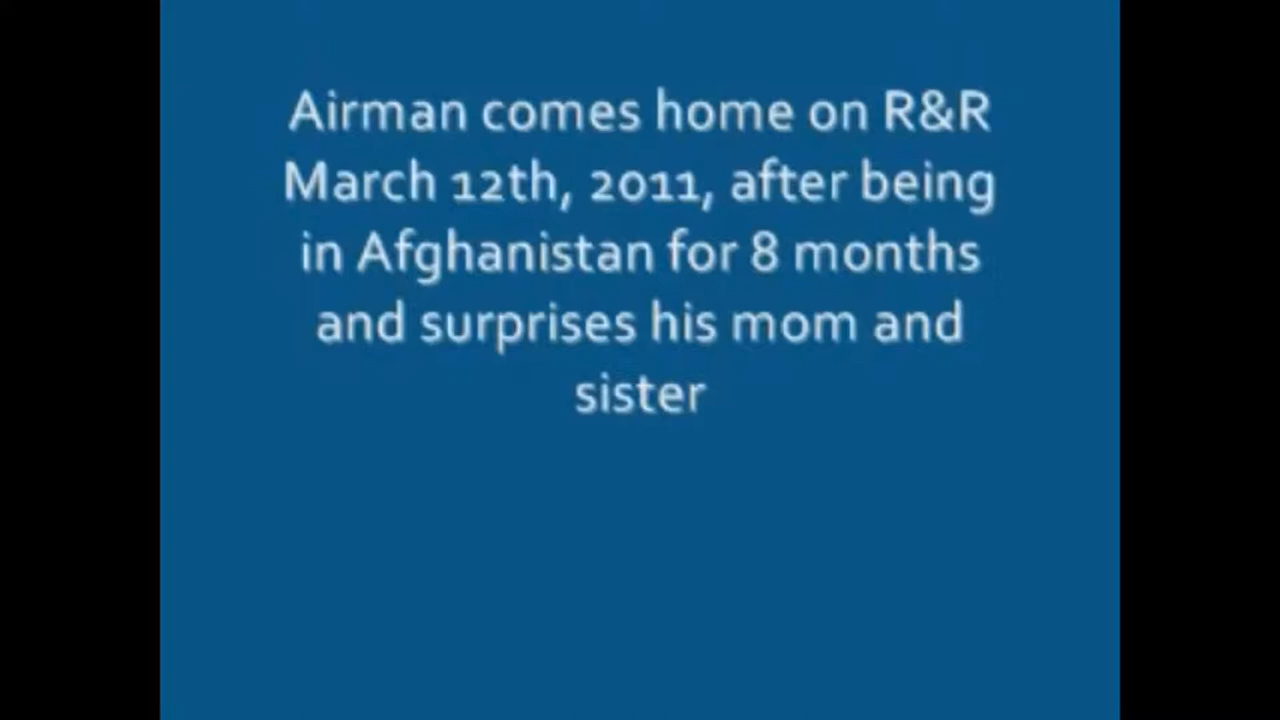 Airman comes home on R&R
March 12th, 2011, after being
in Afghanistan for 8 months
and surprises his mom and
sister